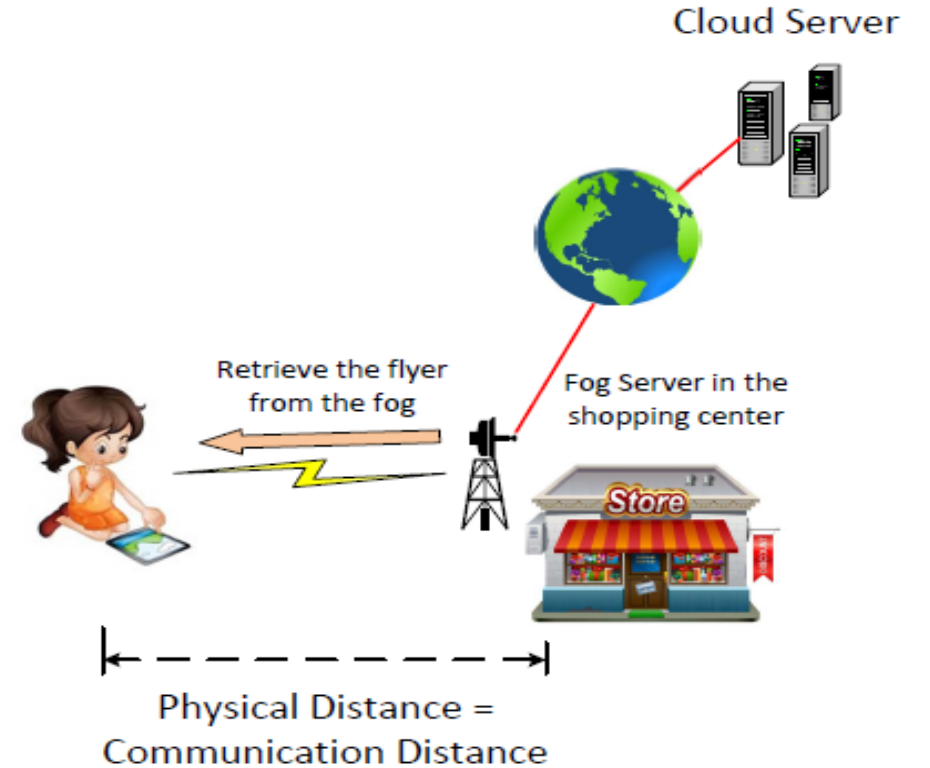 Cloud Server
Retrieve the flyer
from the fog
Fog Server in the
shopping center
Store
Physical Distance =
Communication Distance